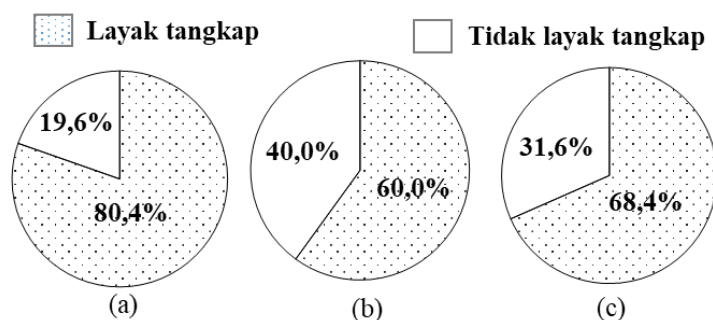 Layak tangkap
Tidak layak tangkap
19,6%
80,4%
40,0%
60,0%
31,6%
68,4%
(a)
(b)
(c)